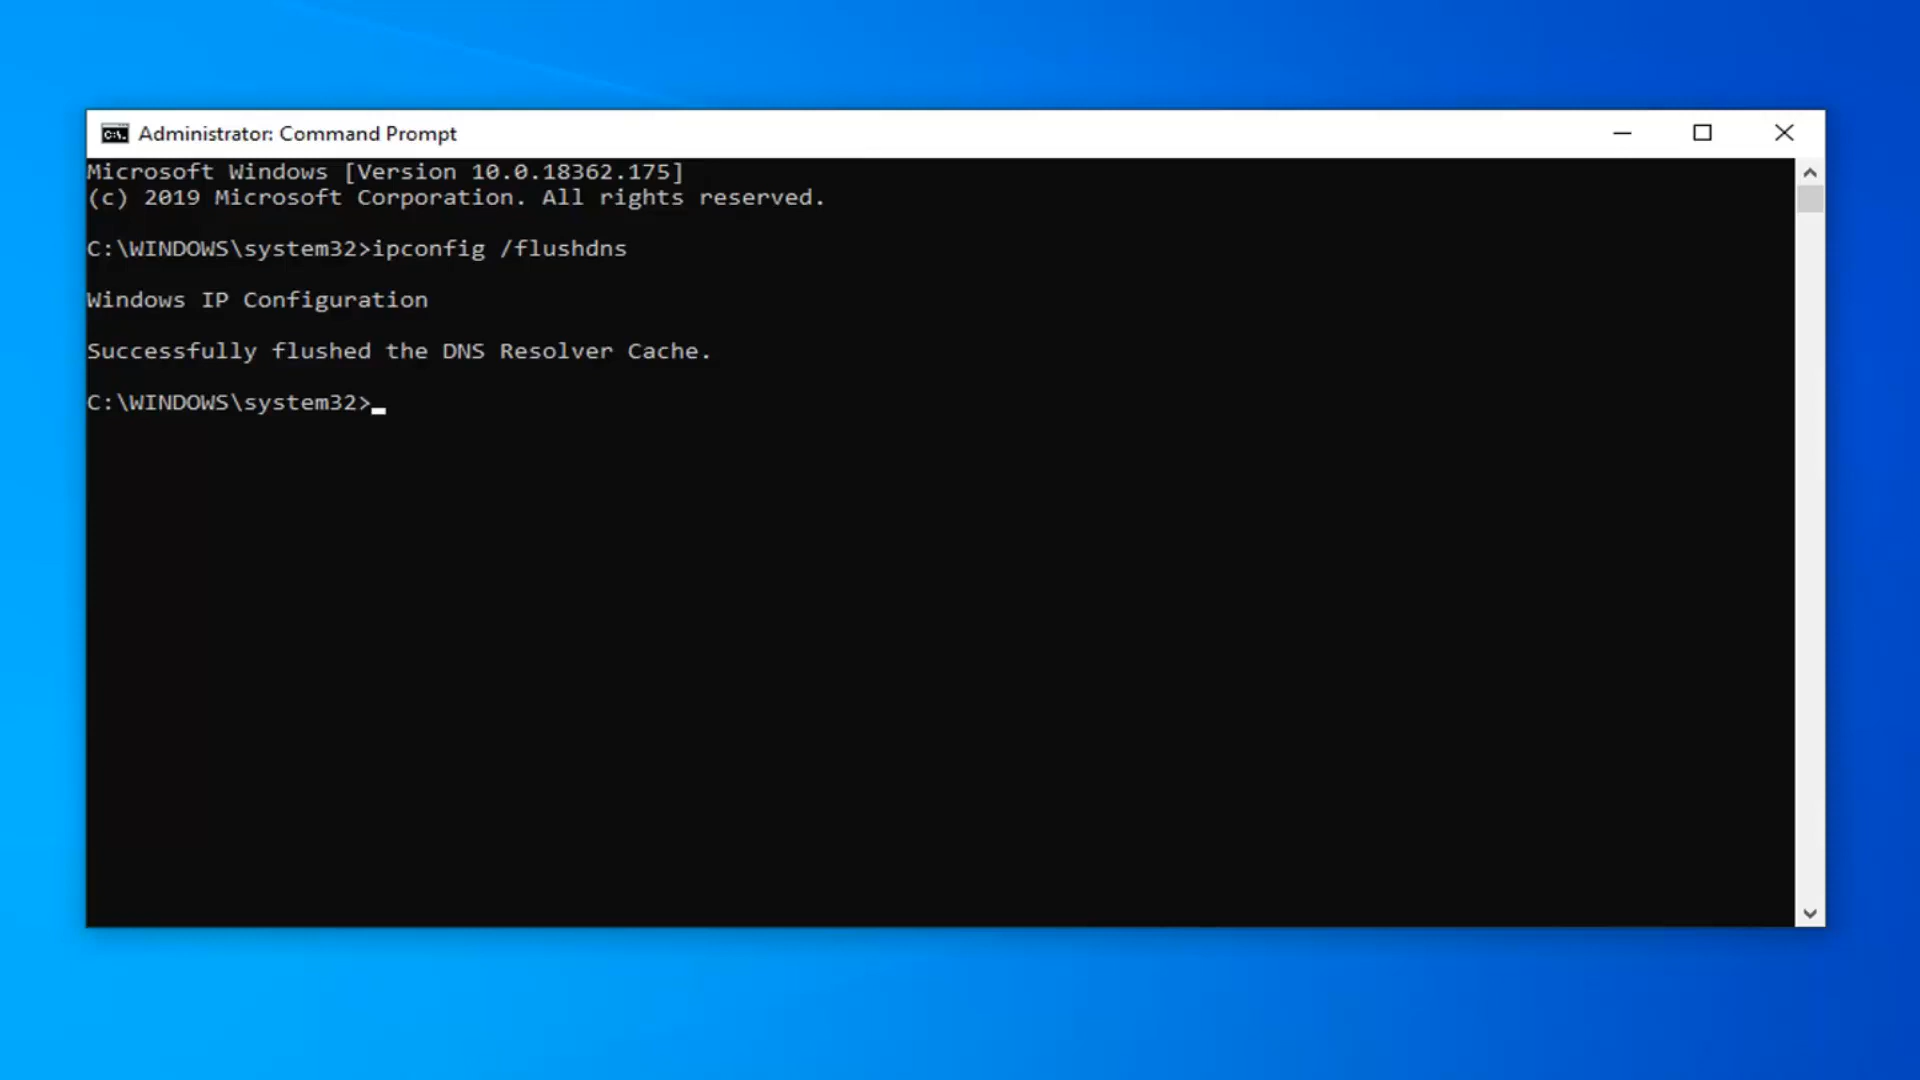 Administrator: Command Prompt
Microsoft Windows [Version 10.0.18362.175]
(c) 2019 Microsoft Corporation. All rights reserved.
C:\WINDOWS\system32>ipconfig /flushdns
Windows IP Configuration
Successfully flushed the DNS Resolver Cache.
C:\WINDOWS\system32>